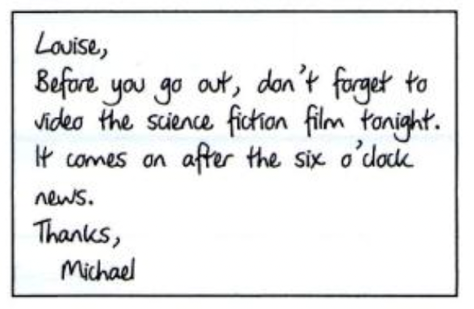 Louise,
Before you go out, don't forget to
video the science fiction film tonight.
It comes on after the six o'clock
news.
Thanks,
Michael